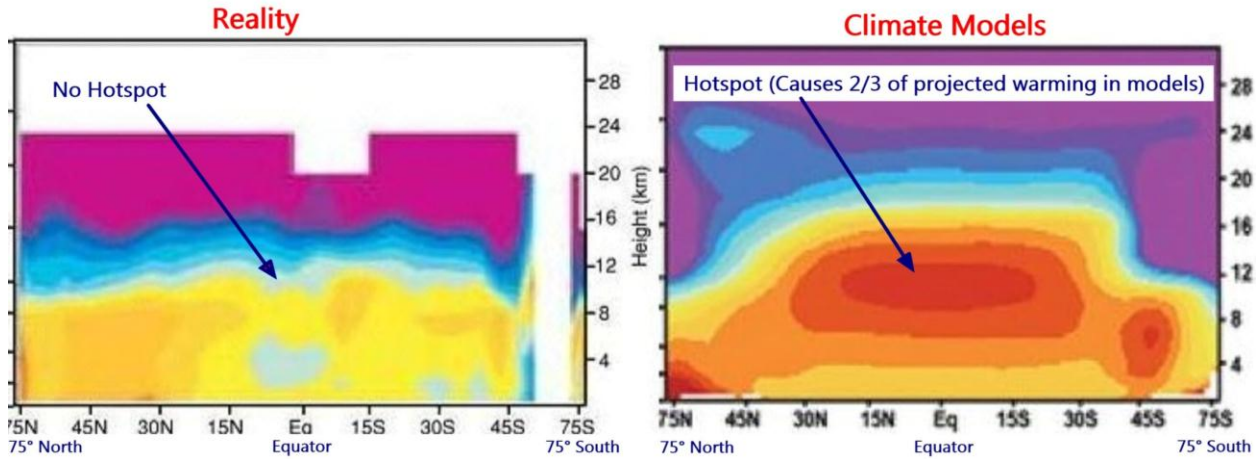 Reality
No Hotspot
28
24
20
16
12
8
4
Height (km)
75N 45N 30N 15N Eq 15S 30S 45S 75S
75° North Equator 75° South
Climate Models
Hotspot (Causes 2/3 of projected warming in models)
28
24
20
16
12
8
4
75N 45N 30N 15N Eq 15S 30S 45S 75S
75° North Equator 75° South